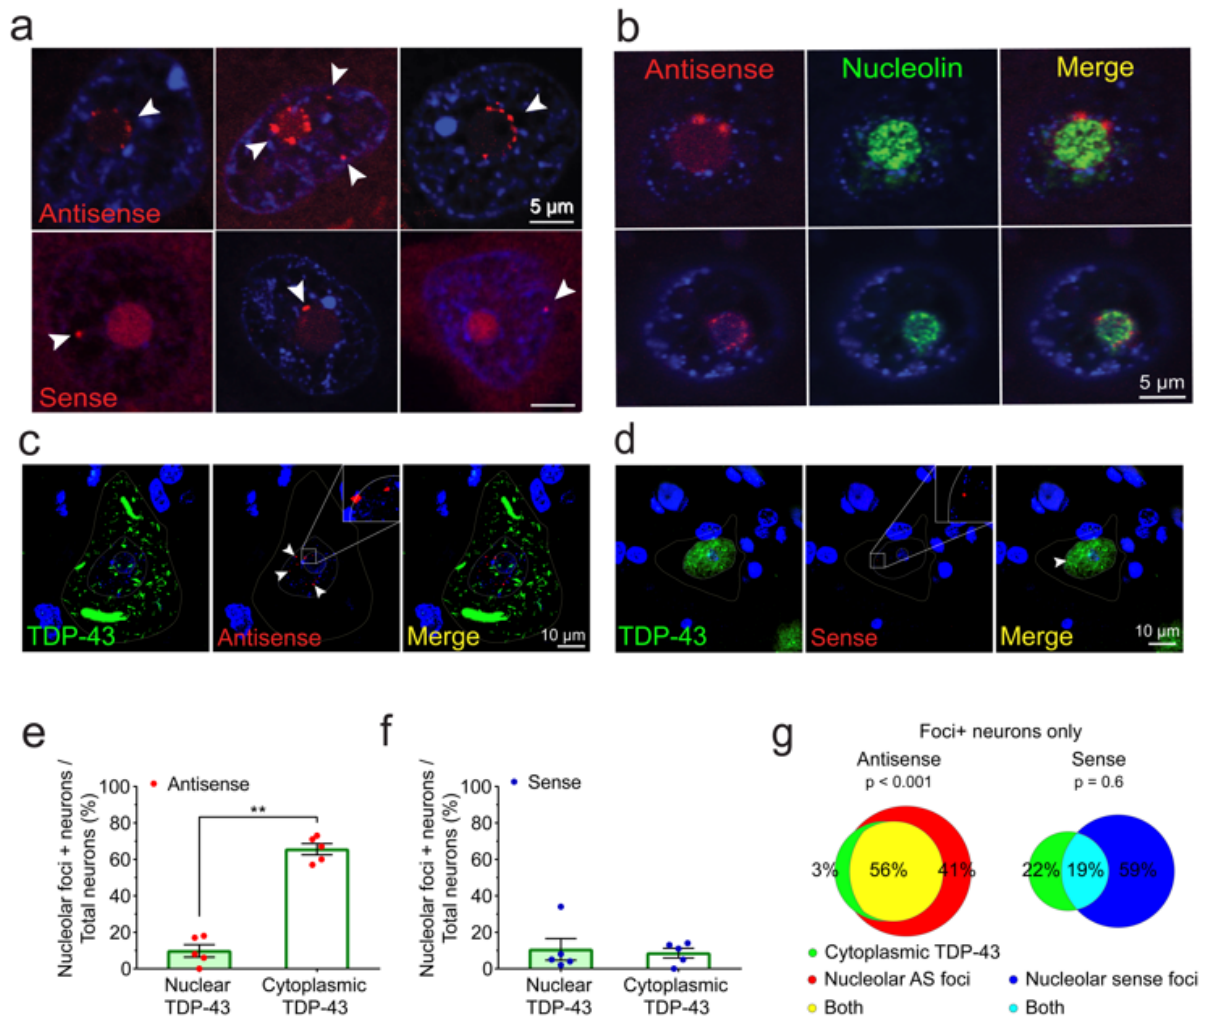 a
Antisense
5 µm
Sense
b
Antisense
Nucleolin
Merge
5 µm
c
TDP-43
Antisense
Merge
10 µm
d
TDP-43
Sense
Merge
10 µm
e
Nucleolar foci + neurons /
Total neurons (%)
100
80
60
40
20
0
Antisense
**
Nuclear
TDP-43
Cytoplasmic
TDP-43
f
Nucleolar foci + neurons /
Total neurons (%)
100
80
60
40
20
0
Sense
Nuclear
TDP-43
Cytoplasmic
TDP-43
g
Foci+ neurons only
Antisense
p < 0.001
Sense
p = 0.6
3%
56%
41%
22%
19%
59%
Cytoplasmic TDP-43
Nucleolar AS foci
Both
Nucleolar sense foci
Both